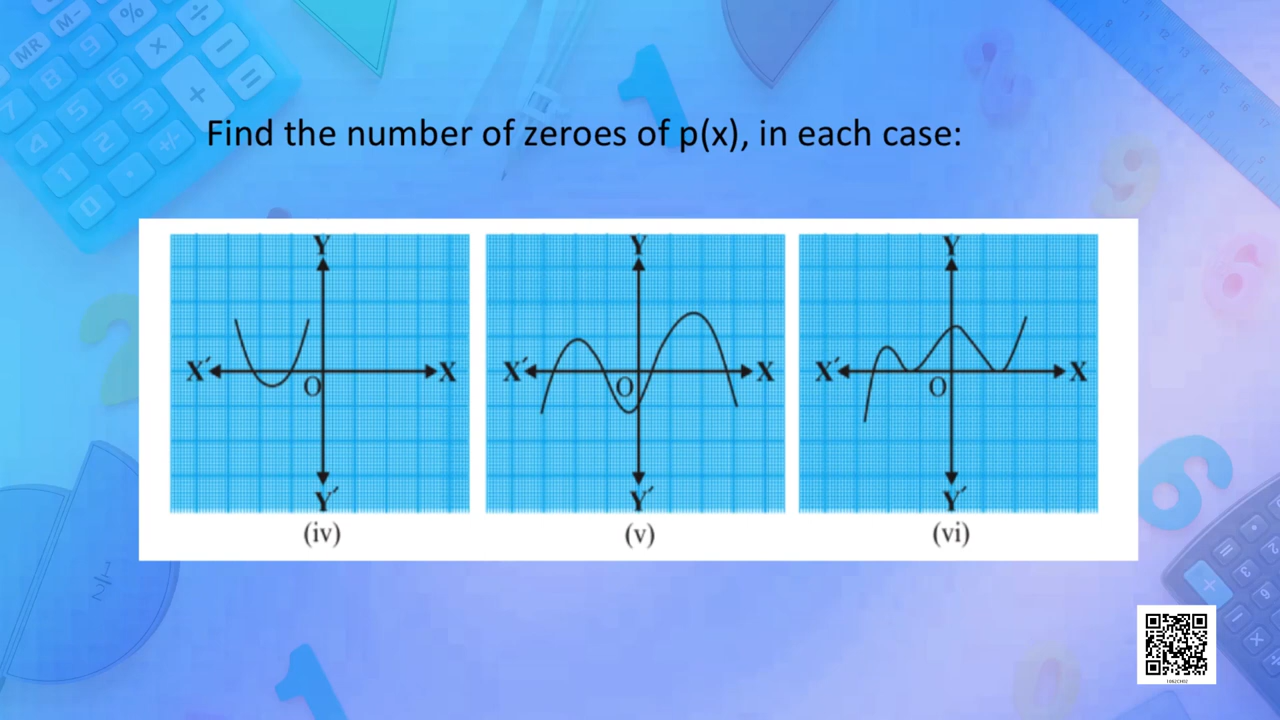 Find the number of zeroes of p(x), in each case:
Y Y Y
X′ X X′ X X′ X
O O O
Y′ Y′ Y′
(iv) (v) (vi)